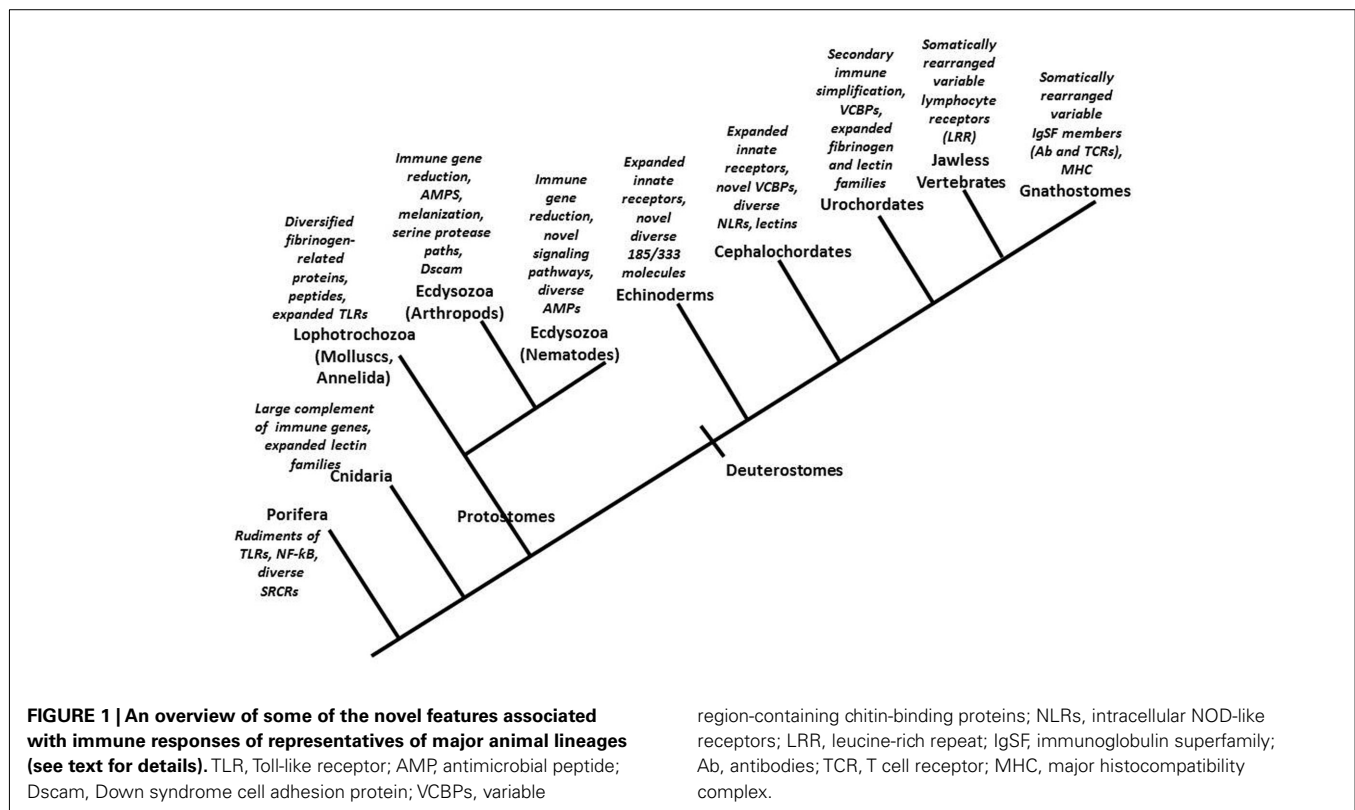 Diversified
fibrinogen-
related
proteins,
peptides,
expanded TLRs
Lophotrochozoa
(Molluscs,
Annelida)
Immune gene
reduction,
AMPS,
melanization,
serine protease
paths,
Dscam
Ecdysozoa
(Arthropods)
Immune
gene
reduction,
novel
signaling
pathways,
diverse
AMPs
Ecdysozoa
(Nematodes)
Expanded
innate
receptors,
novel
diverse
185/333
molecules
Echinoderms
Expanded
innate
receptors,
novel VCBPs,
diverse
NLRs, lectins
Cephalochordates
Secondary
immune
simplification,
VCBPs,
expanded
fibrinogen
and lectin
families
Urochordates
Somatically
rearranged
variable
lymphocyte
receptors
(LRR)
Jawless
Vertebrates
Somatically
rearranged
variable
IgSF members
(Ab and TCRs),
MHC
Gnathostomes
Large complement
of immune genes,
expanded lectin
families
Cnidaria
Porifera
Rudiments of
TLRs, NF-ƙB,
diverse
SRCRs
Protostomes
Deuterostomes
FIGURE 1 | An overview of some of the novel features associated
with immune responses of representatives of major animal lineages
(see text for details). TLR, Toll-like receptor; AMP, antimicrobial peptide;
Dscam, Down syndrome cell adhesion protein; VCBPs, variable
region-containing chitin-binding proteins; NLRs, intracellular NOD-like
receptors; LRR, leucine-rich repeat; IgSF, immunoglobulin superfamily;
Ab, antibodies; TCR, T cell receptor; MHC, major histocompatibility
complex.